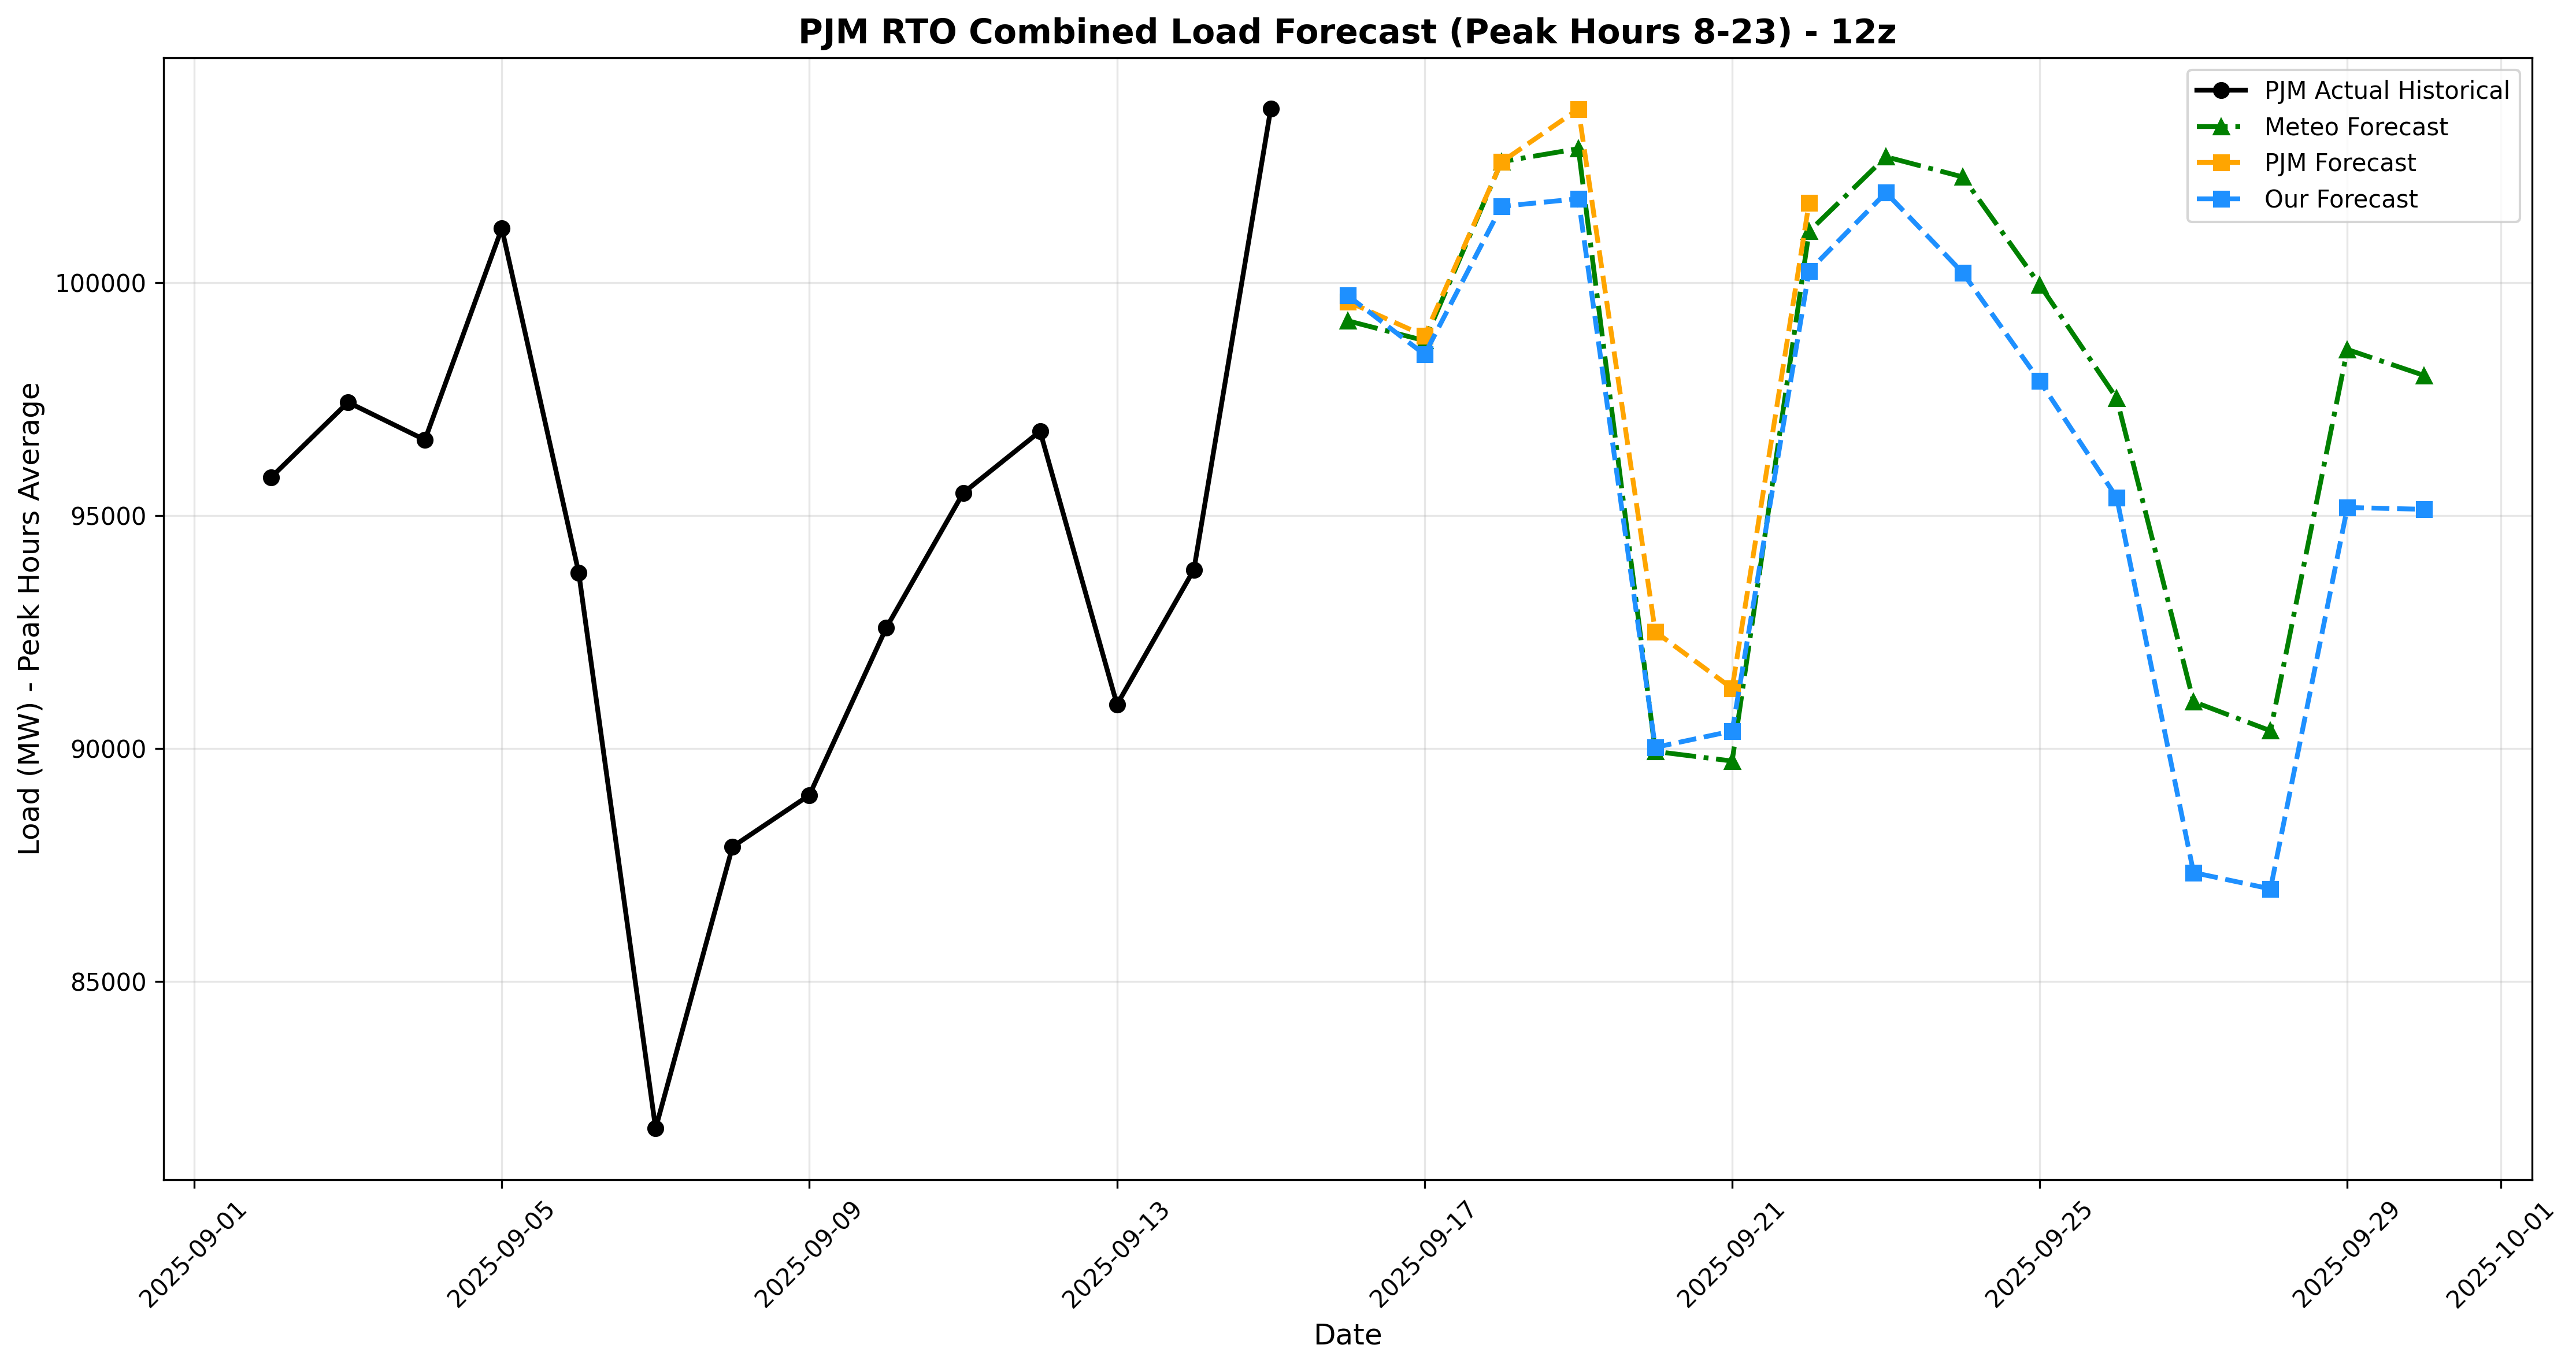 PJM RTO Combined Load Forecast (Peak Hours 8-23) - 12z
PJM Actual Historical
Meteo Forecast
PJM Forecast
Our Forecast
Load (MW) - Peak Hours Average
100000
95000
90000
85000
2025-09-01
2025-09-05
2025-09-09
2025-09-13
2025-09-17
2025-09-21
2025-09-25
2025-09-29
2025-10-01
Date